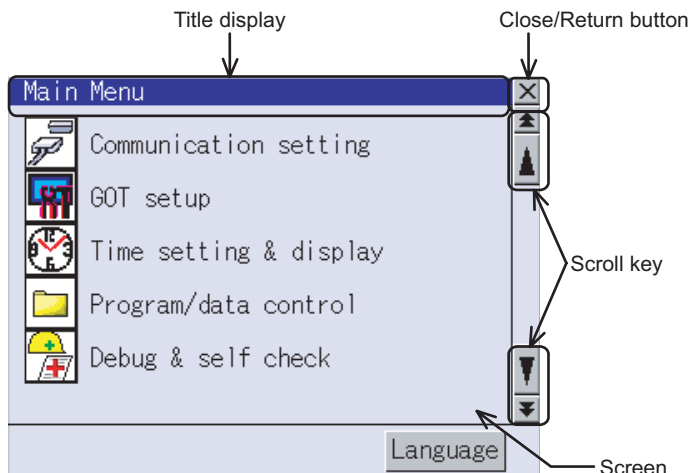 Title display
Close/Return button
Main Menu
Communication setting
GOT setup
Time setting & display
Scroll key
Program/data control
Debug & self check
Language
Screen